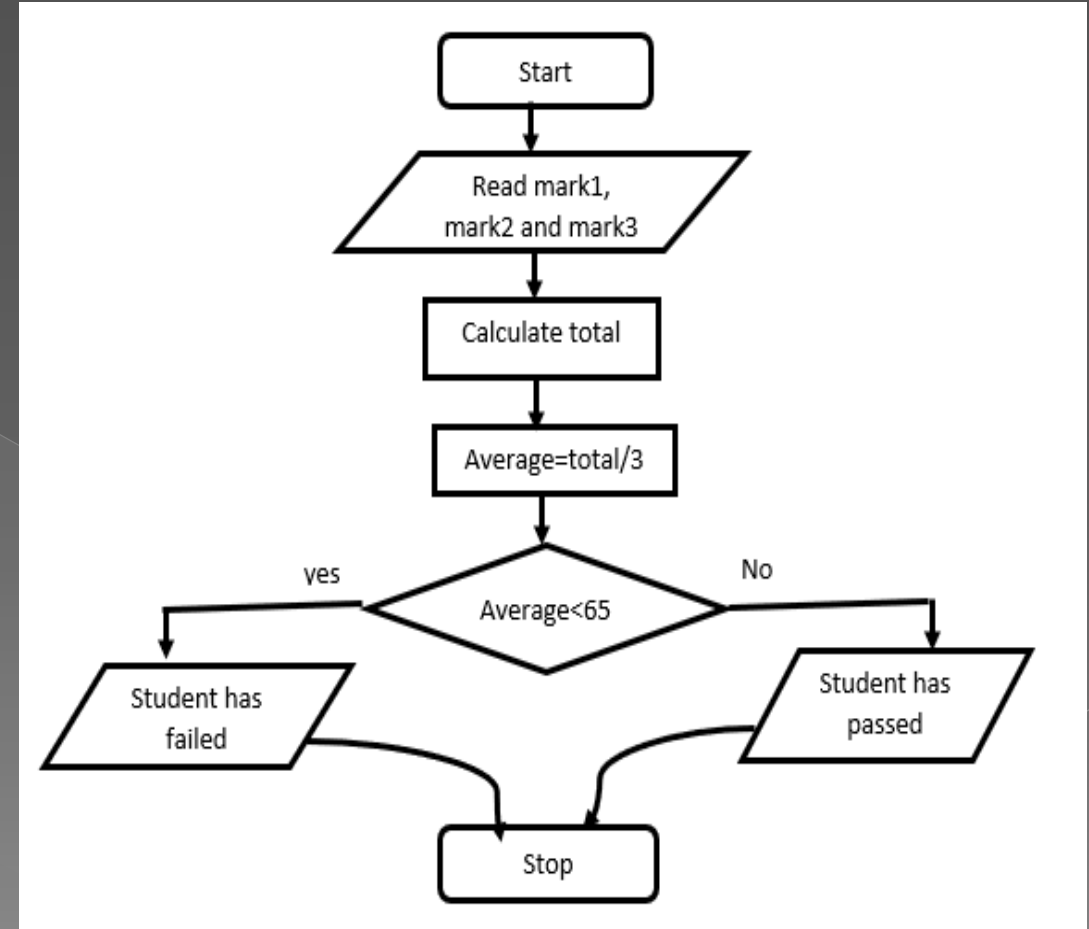 Start
Read mark1,
mark2 and mark3
Calculate total
Average=total/3
yes
No
Average<65
Student has
failed
Student has
passed
Stop